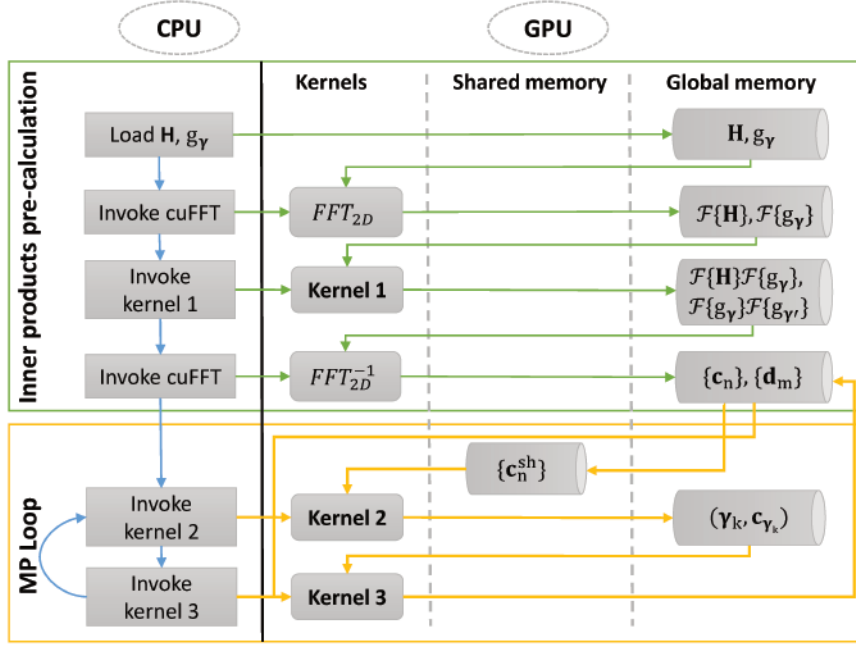 CPU
GPU
Inner products pre-calculation
Kernels
Shared memory
Global memory
Load H, gγ
H, gγ
Invoke cuFFT
FFT2D
ℱ{H}, ℱ{gγ}
Invoke
kernel 1
Kernel 1
ℱ{H}ℱ{gγ},
ℱ{gγ}ℱ{gγ′}
Invoke cuFFT
FFT2D−1
{cn}, {dm}
MP Loop
{cnsh}
Invoke
kernel 2
Kernel 2
(γk, cγk)
Invoke
kernel 3
Kernel 3